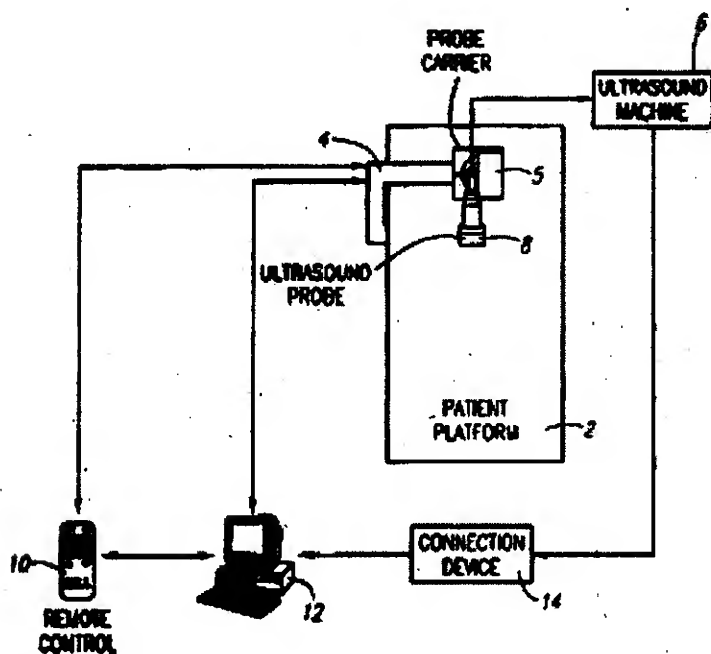 6
PROBE
CARRIER
ULTRASOUND
MACHINE
4
5
8
ULTRASOUND
PROBE
PATIENT
PLATFORM
2
10
12
CONNECTION
DEVICE
14
REMOTE
CONTROL